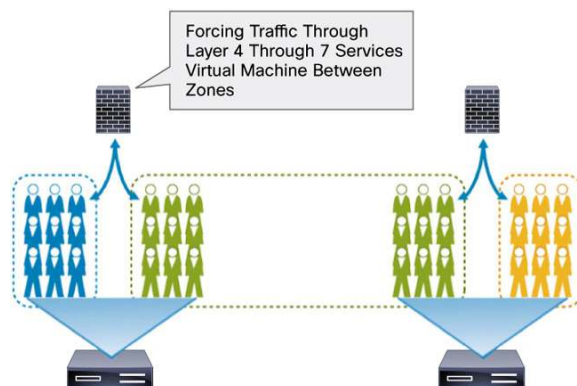 Forcing Traffic Through
Layer 4 Through 7 Services
Virtual Machine Between
Zones